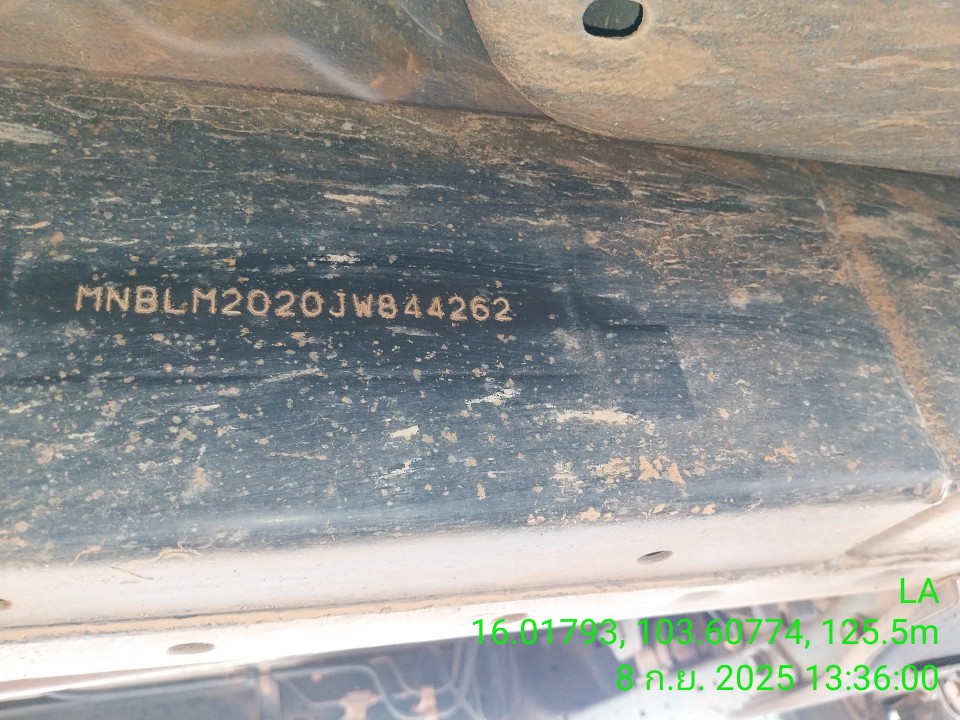 MNBLM2020JW844262
LA
16.01793, 103.60774, 125.5m
8 ก.ย. 2025 13:36:00